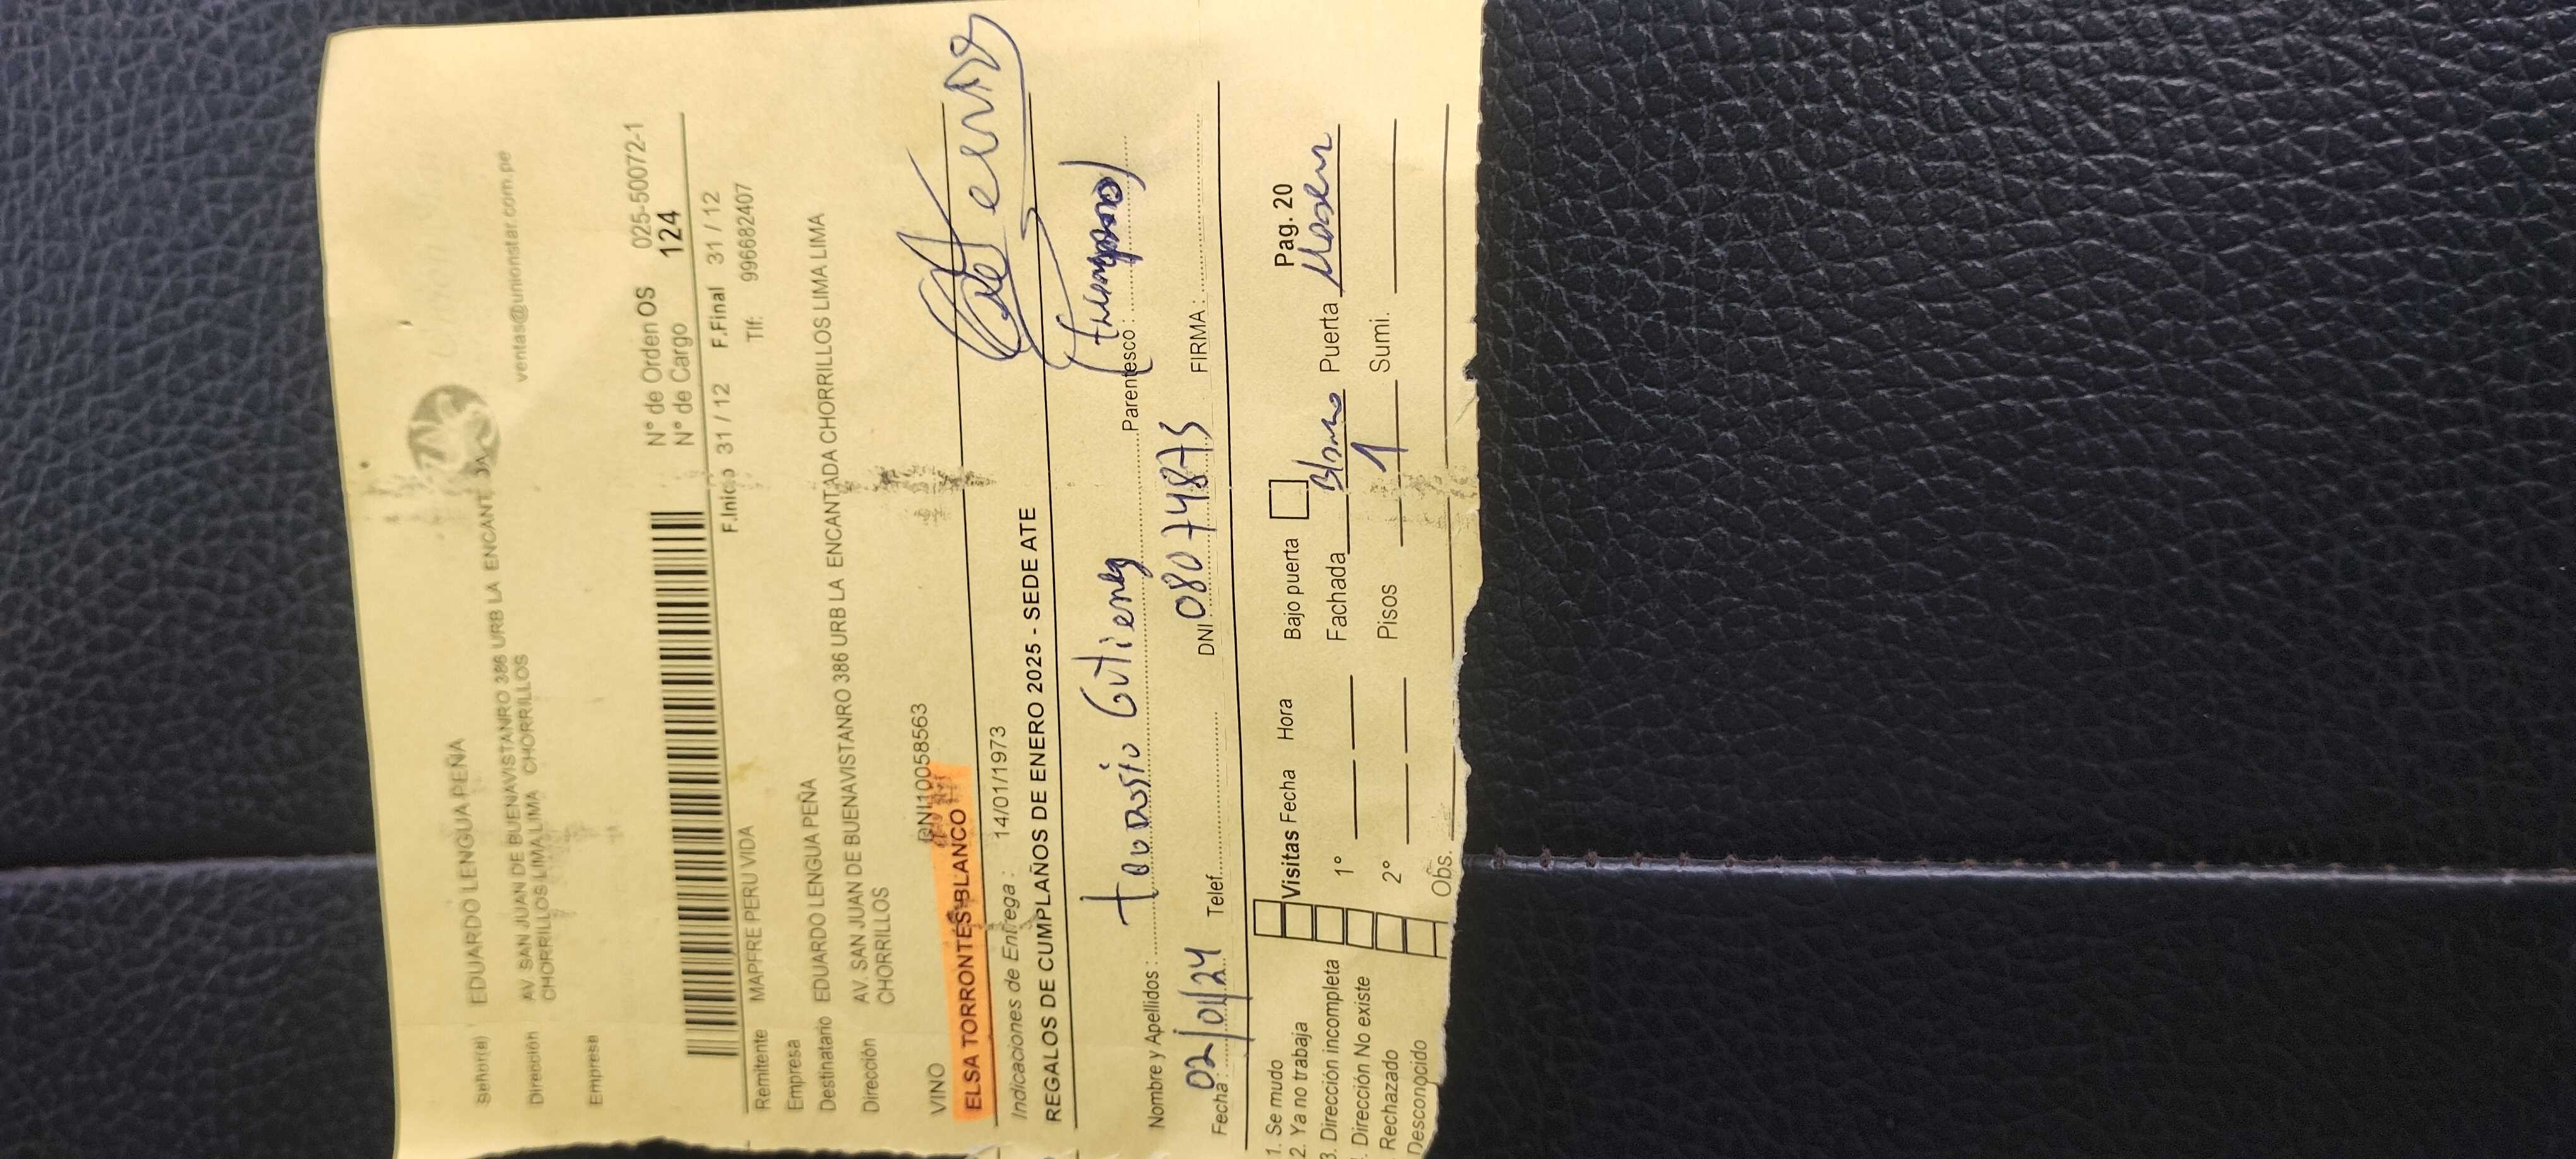 Señor(a) EDUARDO LENGUA PEÑA
Dirección AV. SAN JUAN DE BUENAVISTANRO 386 URB LA ENCANT DA
CHORRILLOS LIMA LIMA CHORRILLOS
ventas@unionstar.com.pe
Empresa
N° de Orden OS 025-50072-1
N° de Cargo 124
F.Inicio 31 / 12 F.Final 31 / 12
Remitente MAPFRE PERU VIDA Tlf: 996682407
Empresa
Destinatario EDUARDO LENGUA PEÑA
Dirección AV. SAN JUAN DE BUENAVISTANRO 386 URB LA ENCANTADA CHORRILLOS LIMA LIMA
CHORRILLOS
VINO DNI10058563
ELSA TORRONTÉS BLANCO
Indicaciones de Entrega : 14/01/1973
REGALOS DE CUMPLAÑOS DE ENERO 2025 - SEDE ATE
Nombre y Apellidos : Gutierrez Parentesco :
Fecha : 02/01/24 Telef. DNI 08074873 FIRMA :
Pag. 20
1. Se mudo Visitas Fecha Hora Bajo puerta
2. Ya no trabaja
3. Dirección incompleta 1° Fachada Blanco Puerta
. Dirección No existe
Rechazado 2° Pisos 1 Sumi.
Desconocido Obs.